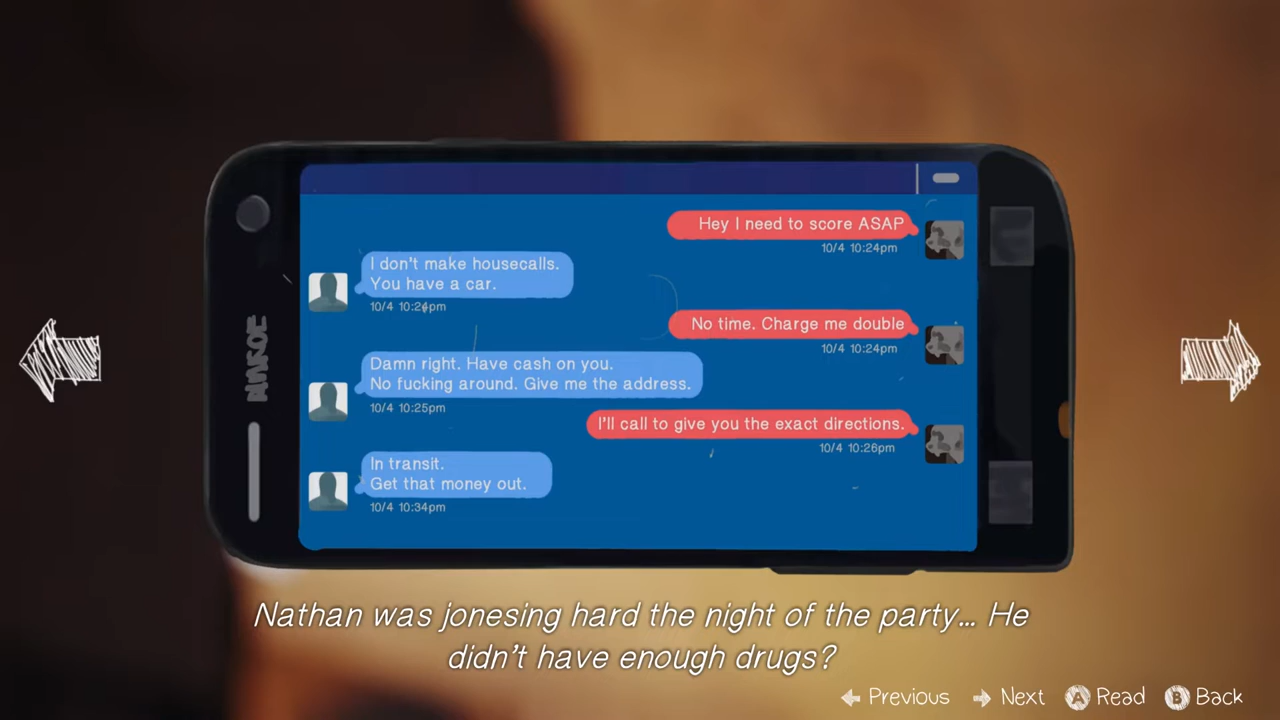 Hey I need to score ASAP
10/4 10:24pm
I don't make housecalls.
You have a car.
10/4 10:24pm
No time. Charge me double
10/4 10:24pm
Damn right. Have cash on you.
No fucking around. Give me the address.
10/4 10:25pm
I'll call to give you the exact directions.
10/4 10:26pm
In transit.
Get that money out.
10/4 10:34pm
Nathan was jonesing hard the night of the party... He
didn't have enough drugs?
Previous Next A Read B Back